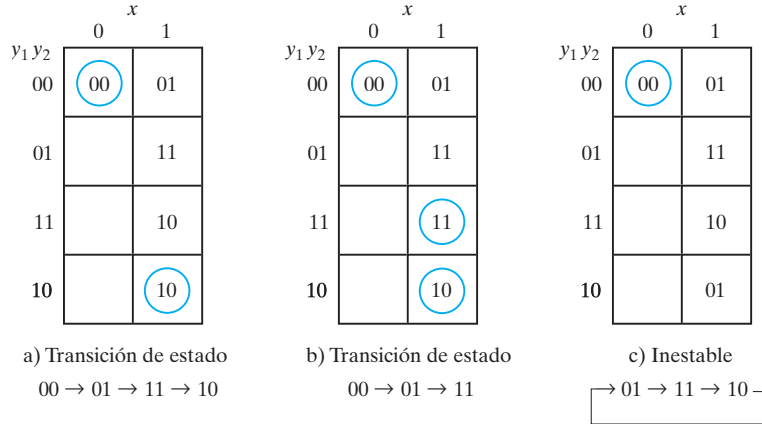 x x x
0 1 0 1 0 1
y1 y2 y1 y2 y1 y2
00 00 01 00 00 01 00 00 01
01 11 01 11 01 11
11 10 11 11 11 10
10 10 10 10 10 01
a) Transición de estado b) Transición de estado c) Inestable
00 → 01 → 11 → 10 00 → 01 → 11 → 01 → 11 → 10